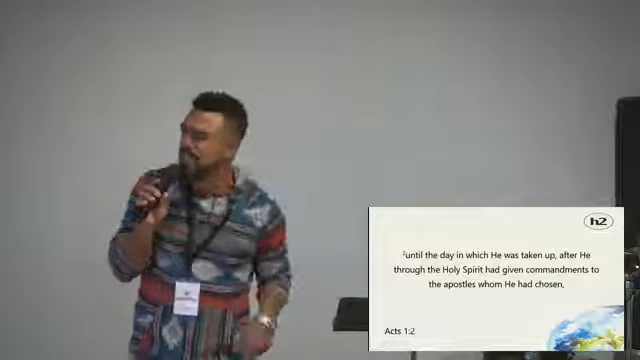 h2
²until the day in which He was taken up, after He
through the Holy Spirit had given commandments to
the apostles whom He had chosen,
Acts 1:2